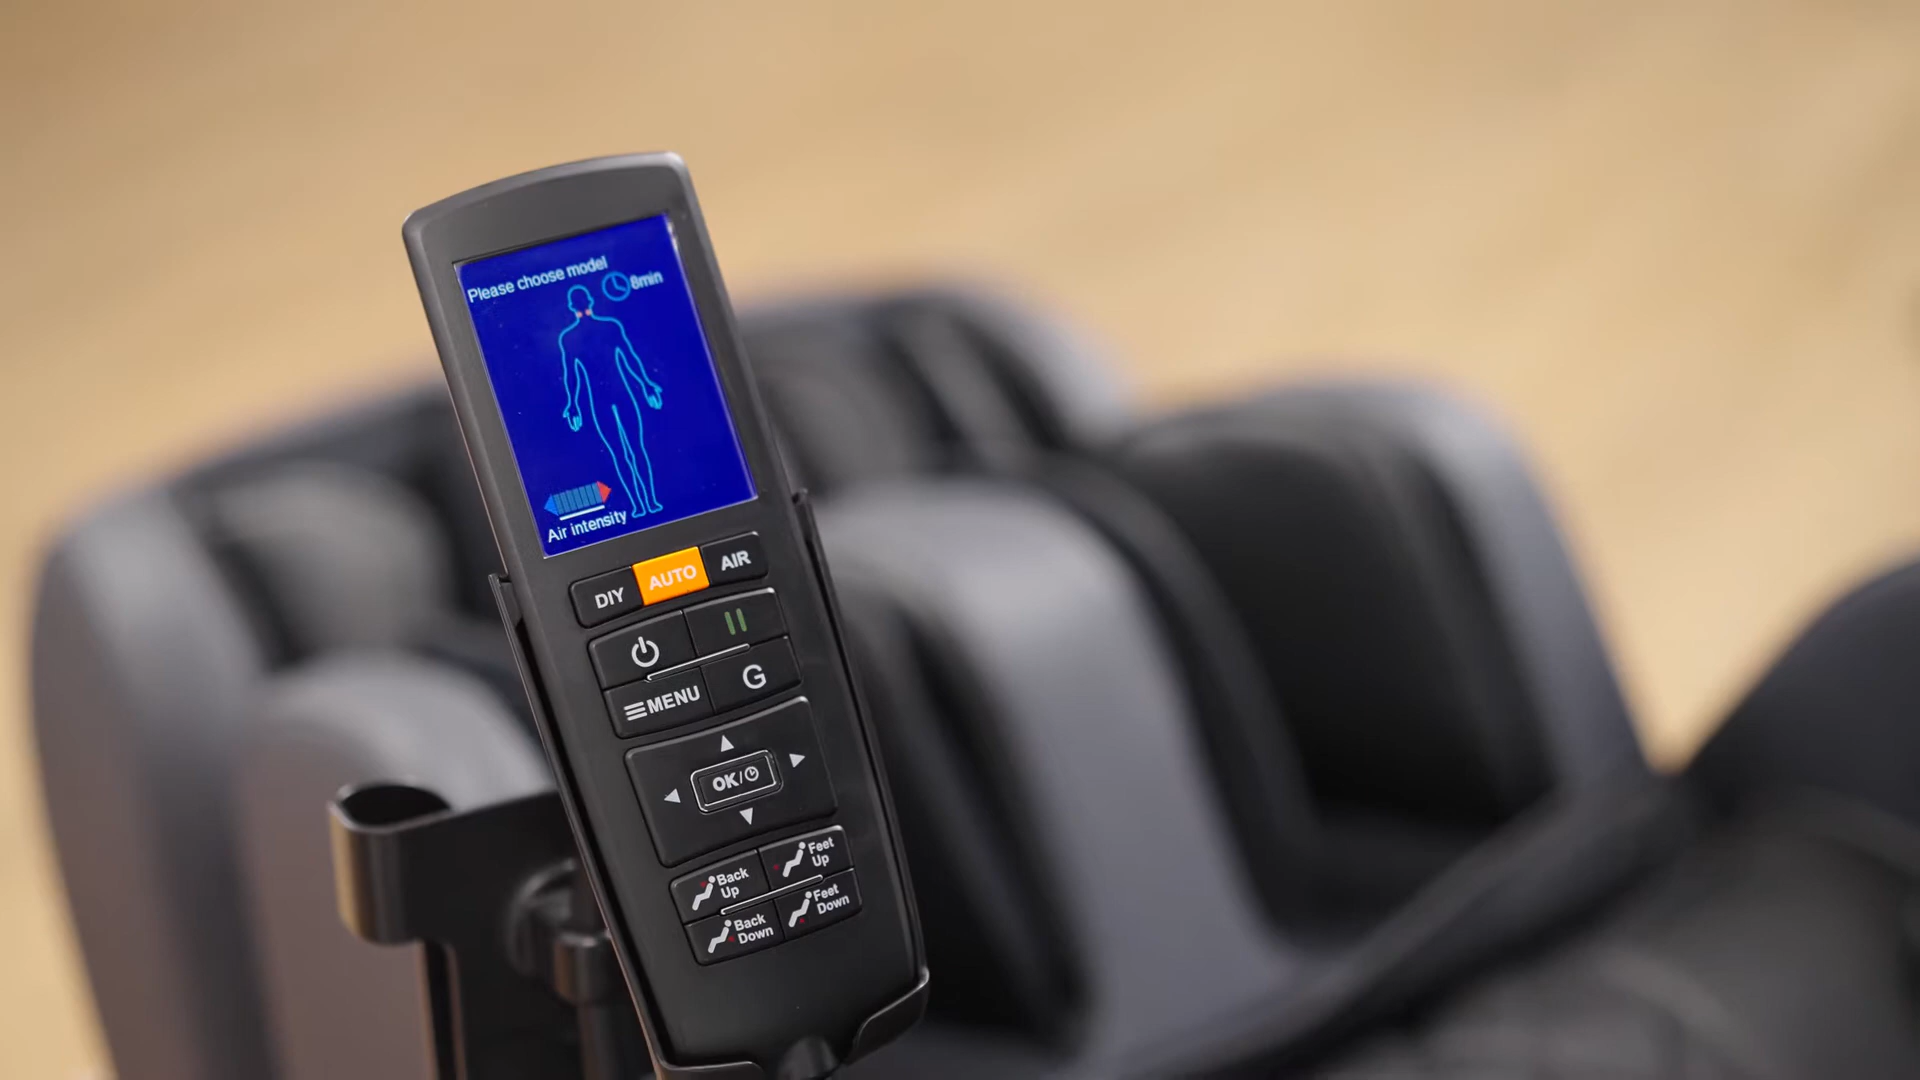 Please choose model
8min
Air intensity
DIY
AUTO
AIR
MENU
G
OK/
Back
Up
Feet
Up
Back
Down
Feet
Down